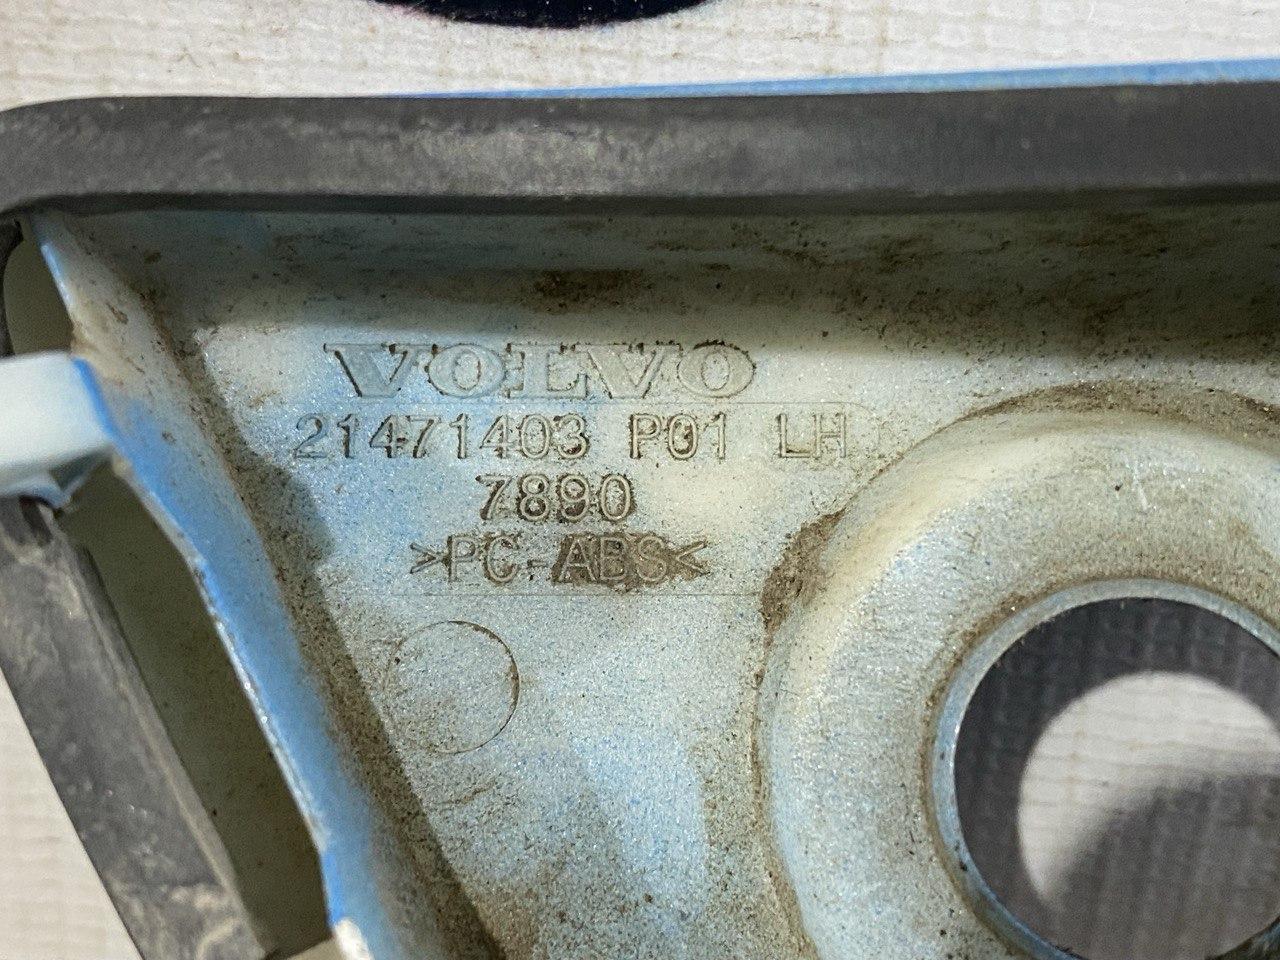 VOLVO
21471403 P01 LH
7890
>PC-ABS<